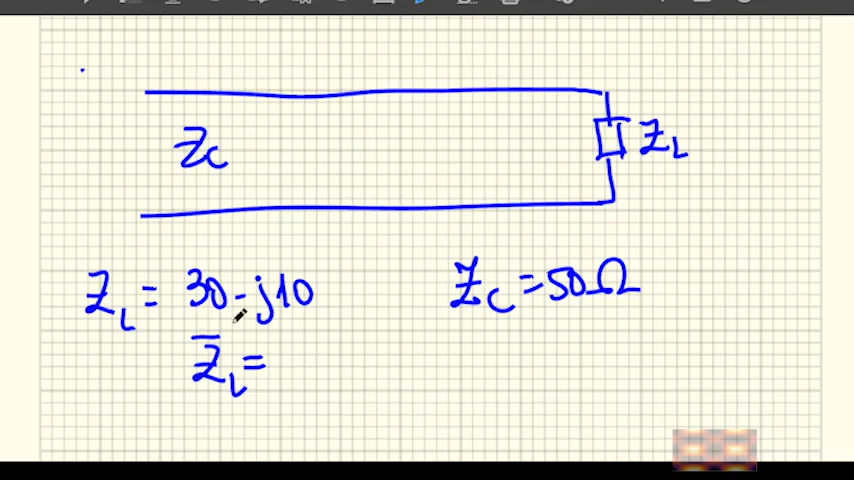 Zc
ZL
ZL = 30-j10
Zc=50Ω
Z̅L=